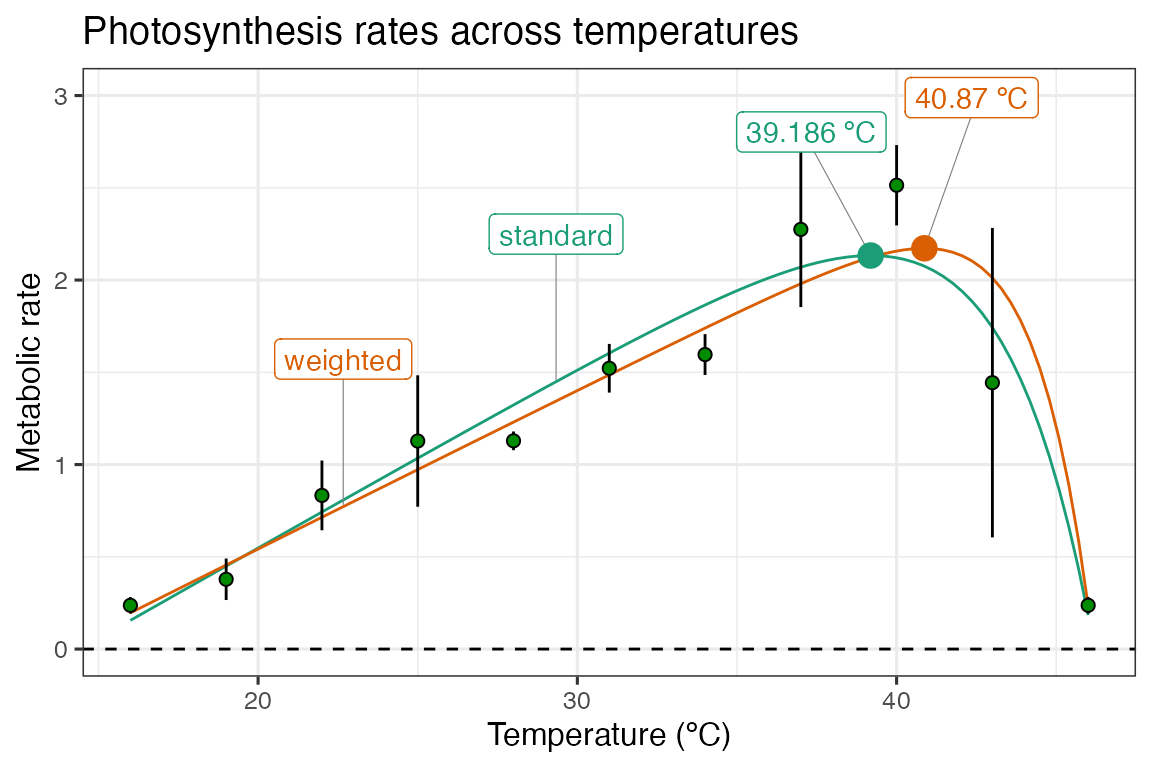 Photosynthesis rates across temperatures
3
40.87 °C
39.186 °C
standard
2
weighted
Metabolic rate
1
0
20
30
40
Temperature (°C)